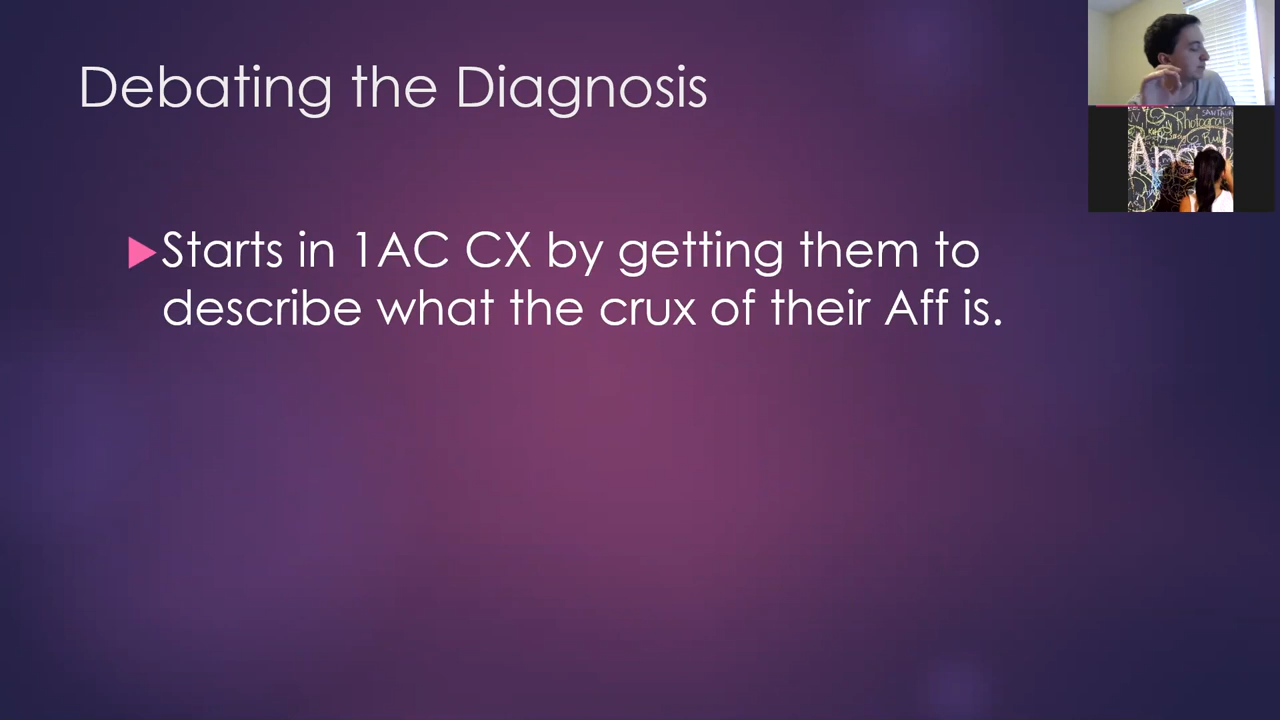 Debating the Diagnosis
Starts in 1AC CX by getting them to
describe what the crux of their Aff is.
Photograp